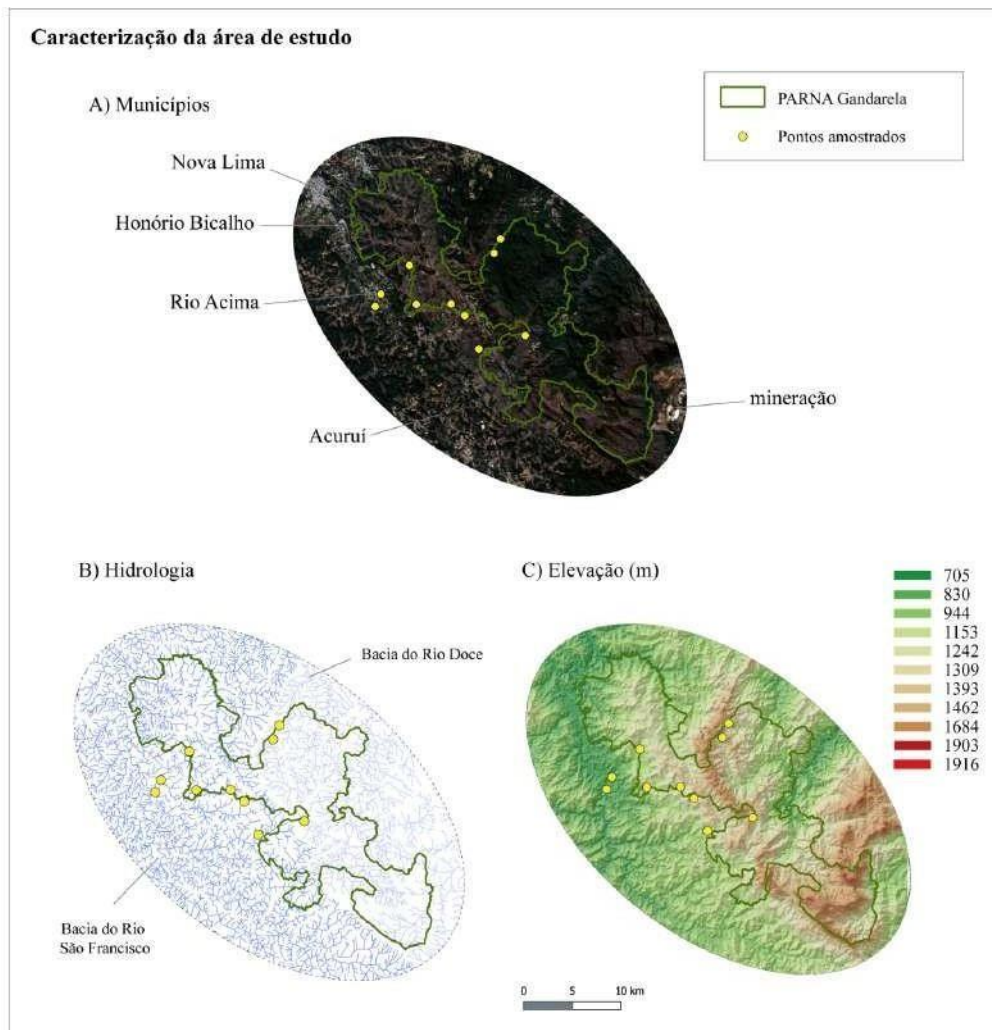 Caracterização da área de estudo
A) Municípios
PARNA Gandarela
Pontos amostrados
Nova Lima
Honório Bicalho
Rio Acima
Acuruí
mineração
B) Hidrologia
Bacia do Rio Doce
Bacia do Rio
São Francisco
C) Elevação (m)
705
830
944
1153
1242
1309
1393
1462
1684
1903
1916
0 5 10 km